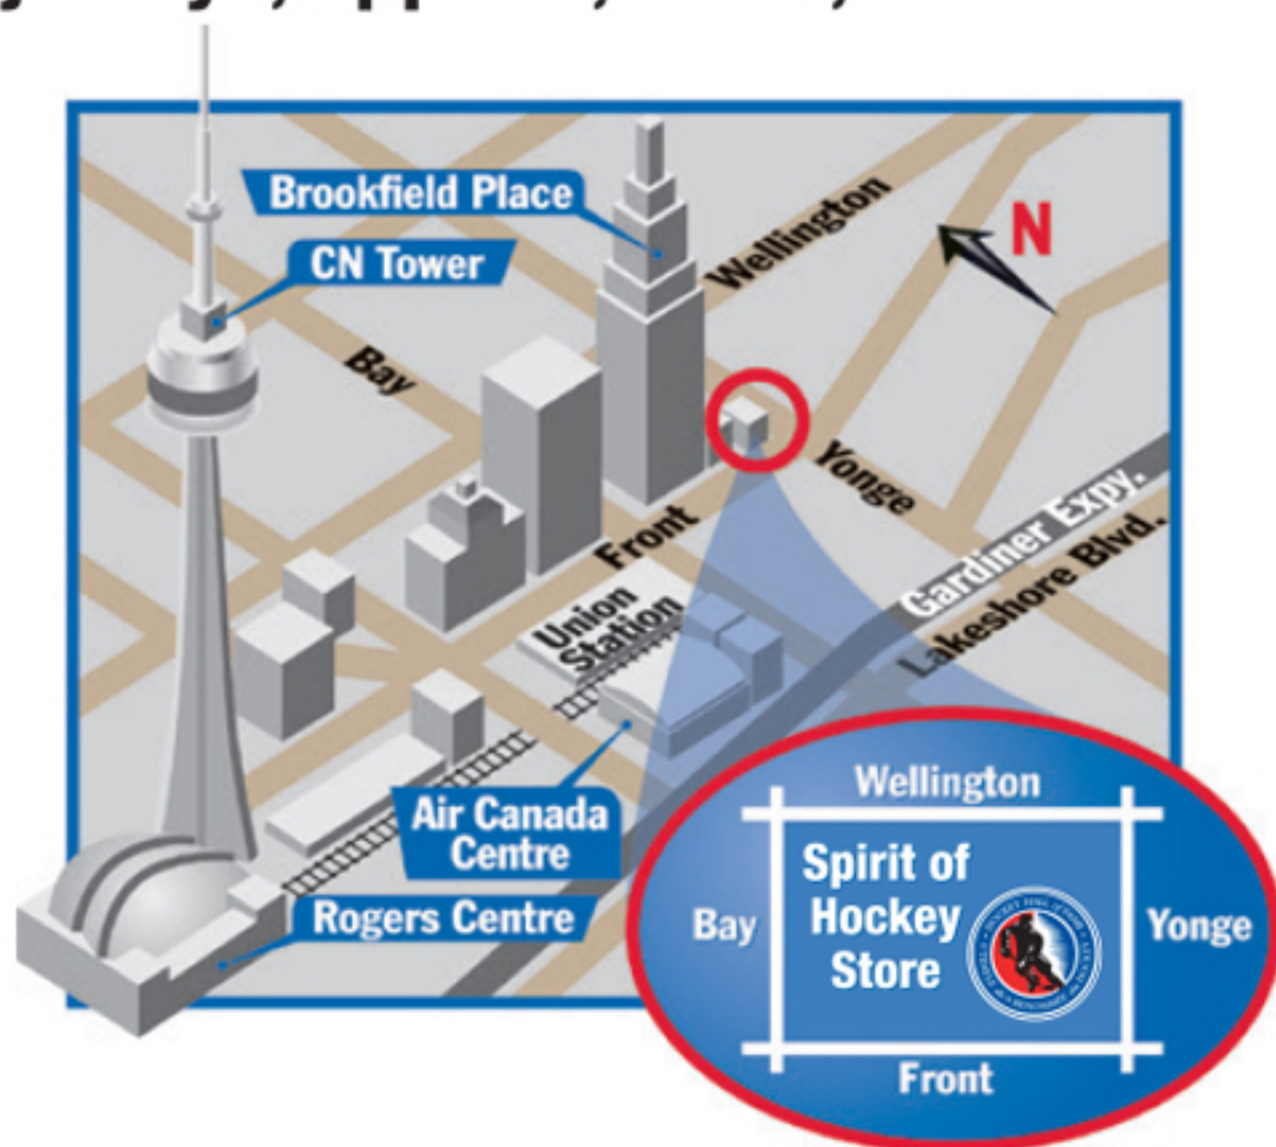 Brookfield Place
CN Tower
Wellington
N
Bay
Yonge
Front
Gardiner Expy.
Lakeshore Blvd.
Union
Station
Air Canada
Centre
Rogers Centre
Wellington
Spirit of
Hockey
Store
Bay
Yonge
Front